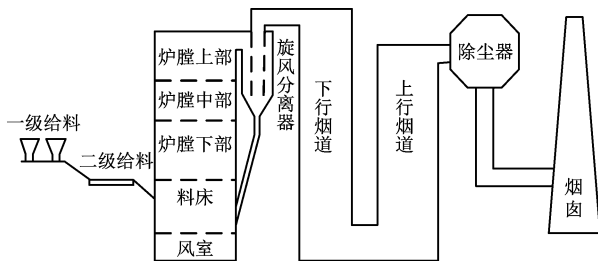 炉膛上部
炉膛中部
炉膛下部
料床
风室
一级给料
二级给料
旋风分离器
下行烟道
上行烟道
除尘器
烟囱